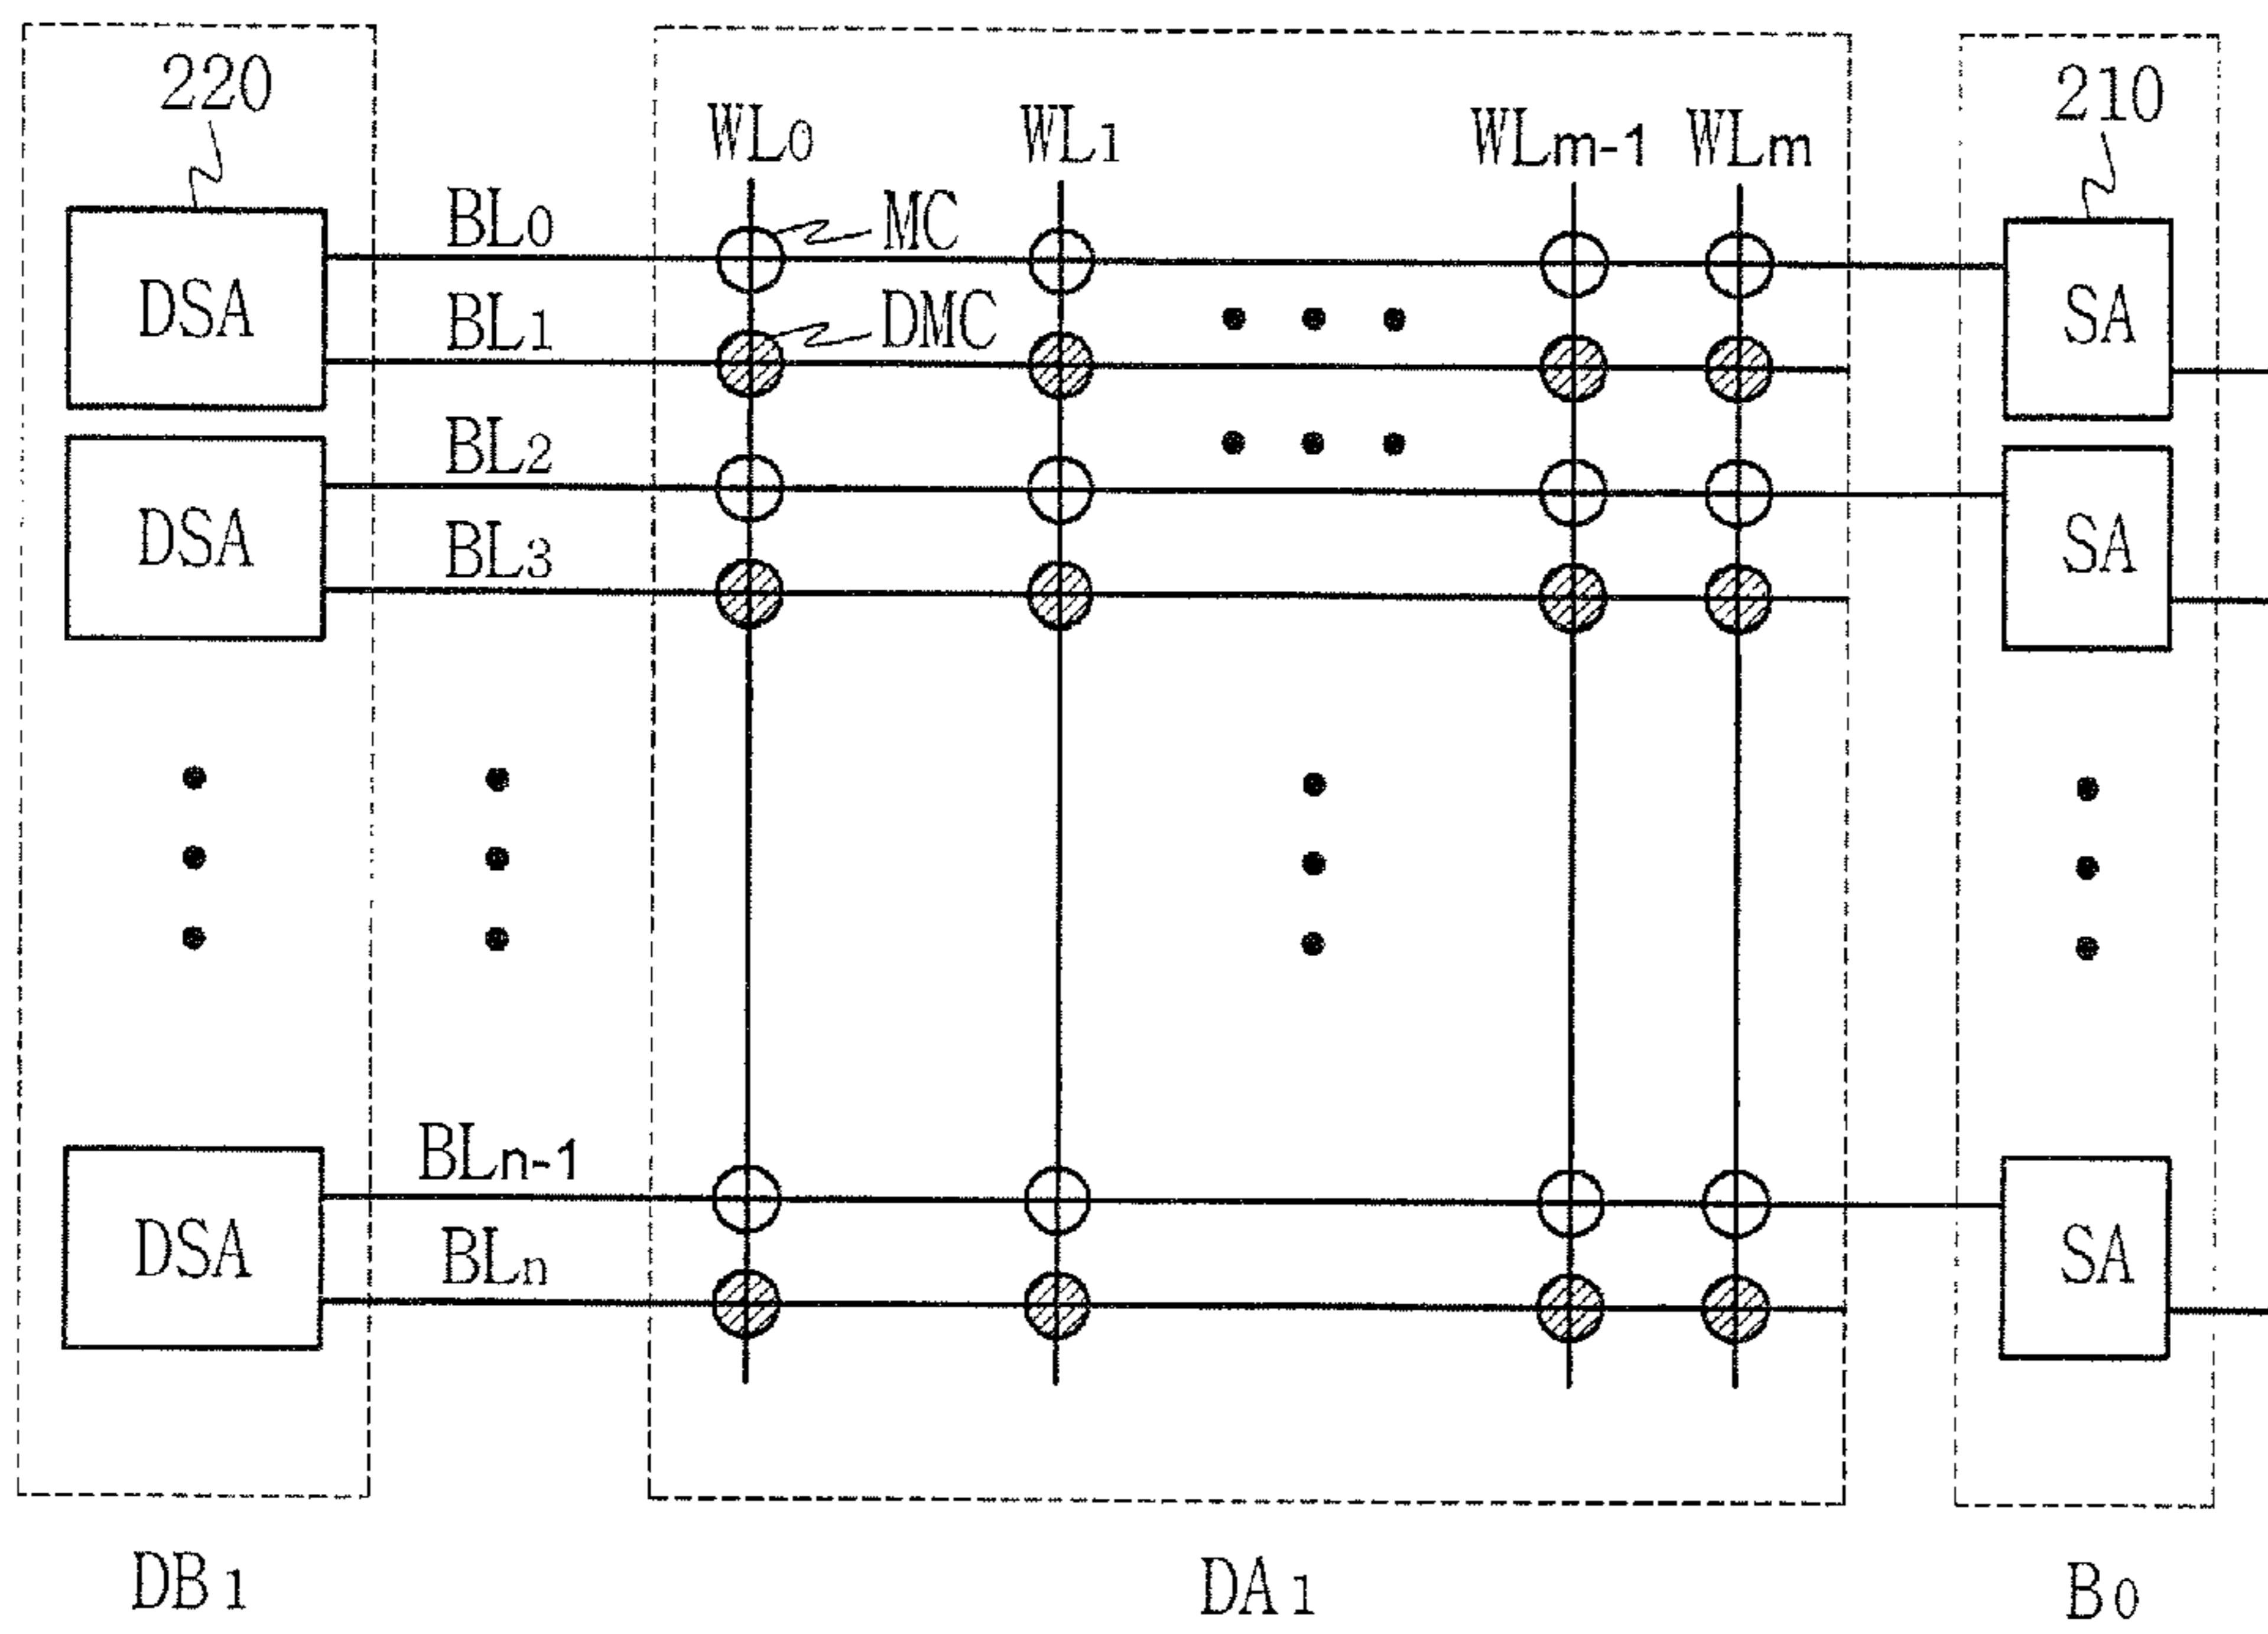 220
210
WL0
WL1
WLm-1
WLm
BL0
MC
DSA
SA
BL1
DMC
BL2
DSA
SA
BL3
BLn-1
DSA
SA
BLn
DB1
DA1
B0